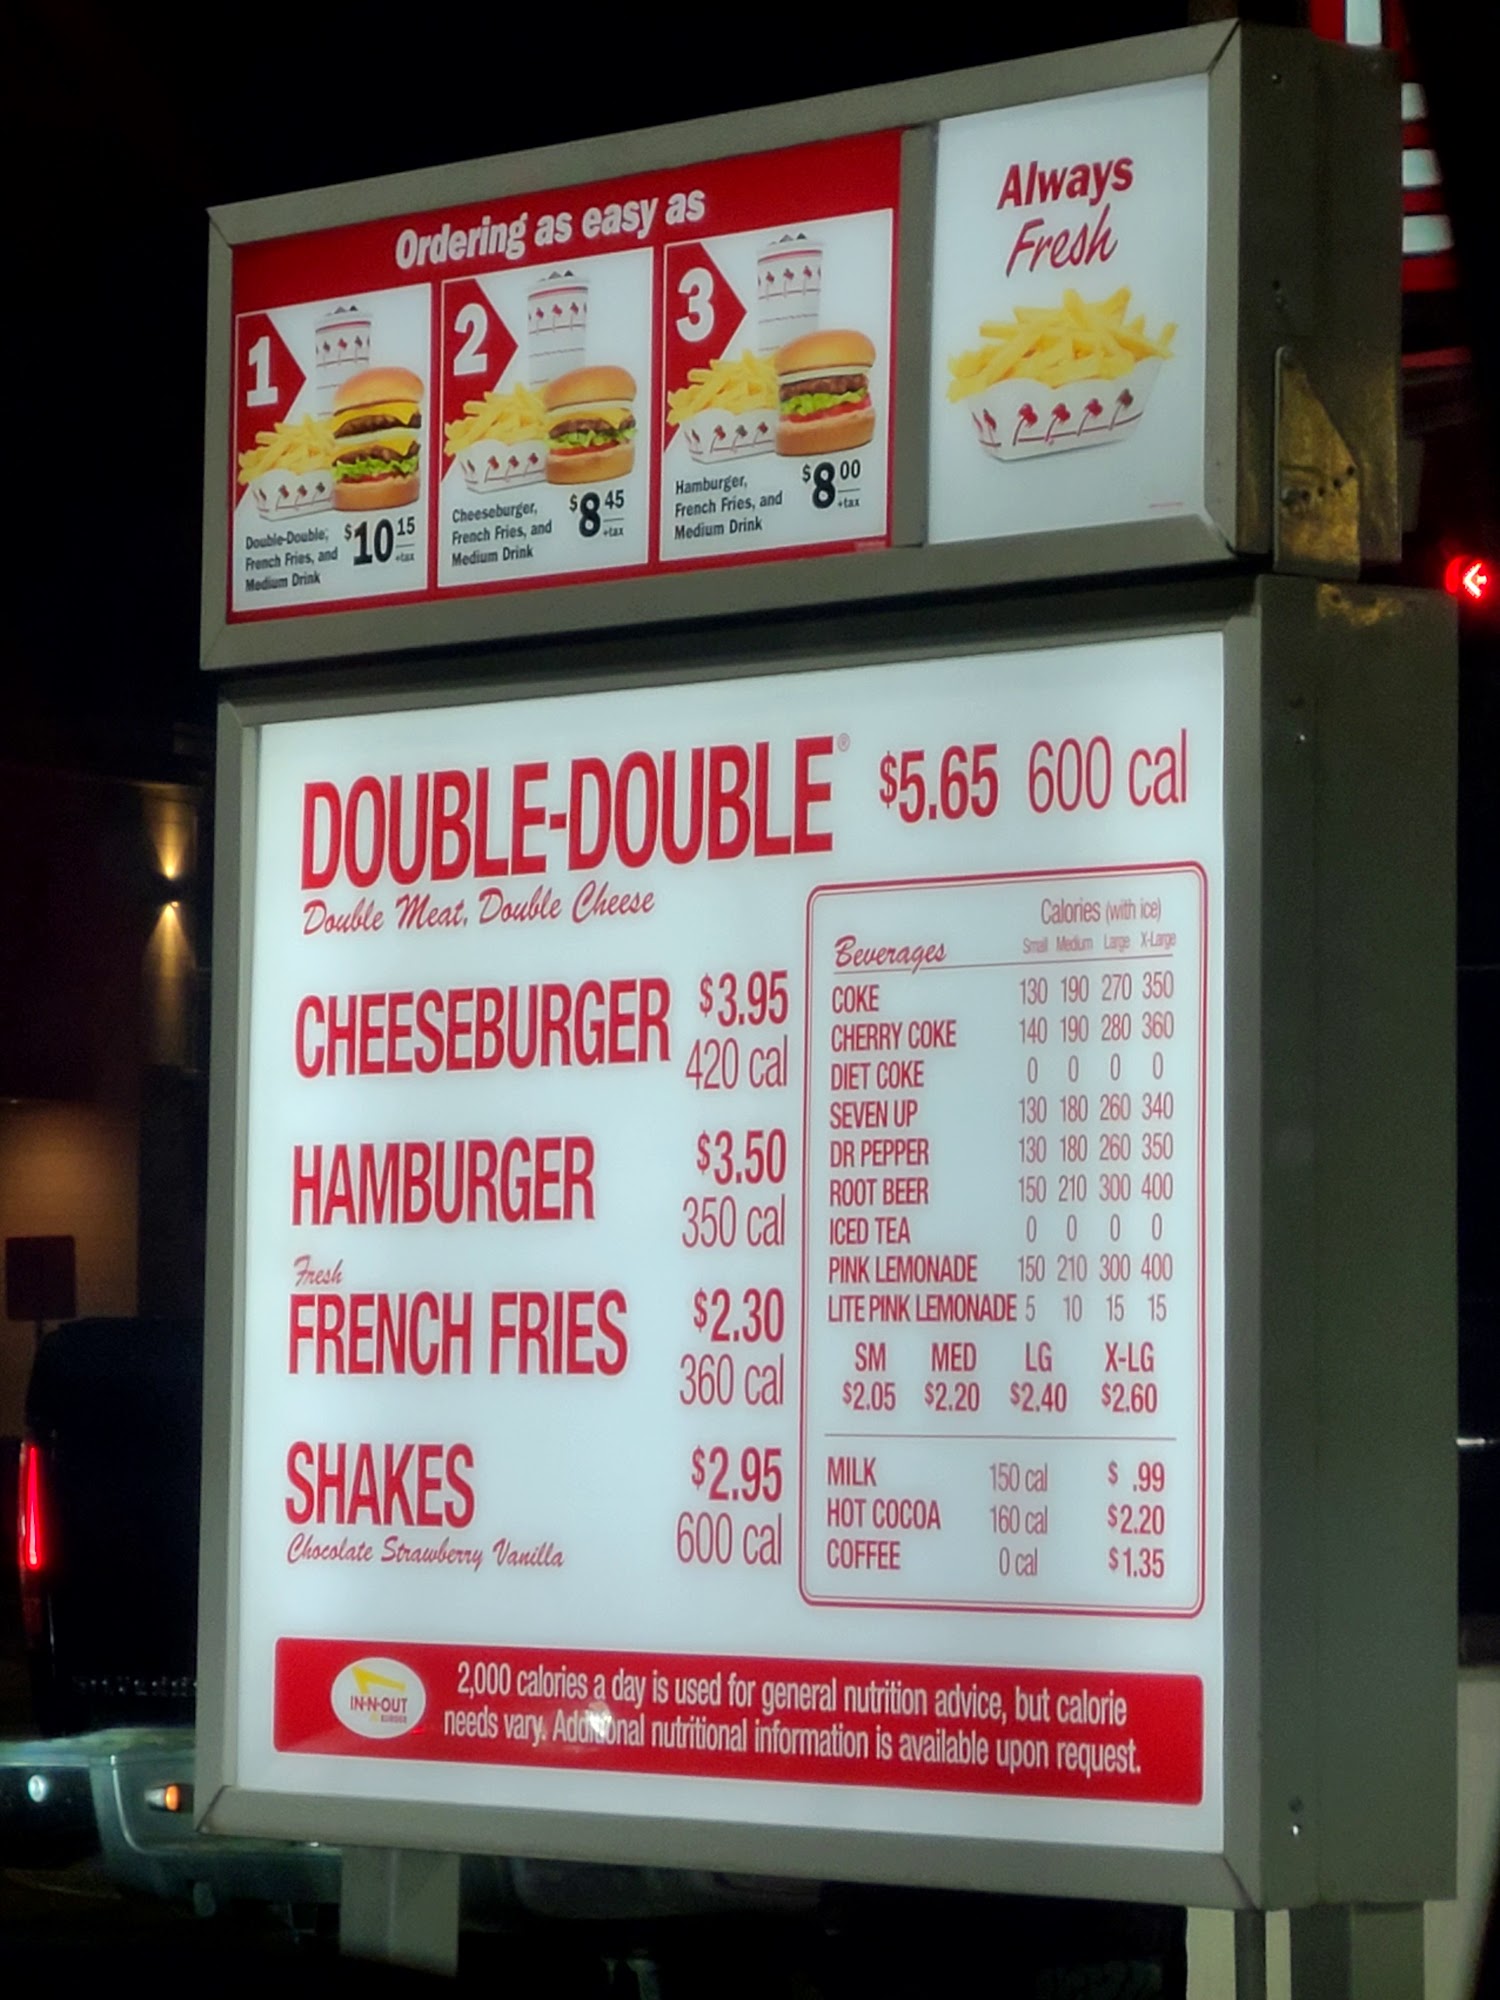 Ordering as easy as
1
Double-Double,
French Fries, and
Medium Drink
$10 15
+tax
2
Cheeseburger,
French Fries, and
Medium Drink
$8 45
+tax
3
Hamburger,
French Fries, and
Medium Drink
$8 00
+tax
Always
Fresh
DOUBLE-DOUBLE® $5.65 600 cal
Double Meat, Double Cheese
CHEESEBURGER $3.95
420 cal
HAMBURGER $3.50
350 cal
Fresh
FRENCH FRIES $2.30
360 cal
SHAKES $2.95
Chocolate Strawberry Vanilla 600 cal
Calories (with ice)
Beverages Small Medium Large X-Large
COKE 130 190 270 350
CHERRY COKE 140 190 280 360
DIET COKE 0 0 0 0
SEVEN UP 130 180 260 340
DR PEPPER 130 180 260 350
ROOT BEER 150 210 300 400
ICED TEA 0 0 0 0
PINK LEMONADE 150 210 300 400
LITE PINK LEMONADE 5 10 15 15
SM MED LG X-LG
$2.05 $2.20 $2.40 $2.60
MILK 150 cal $ .99
HOT COCOA 160 cal $2.20
COFFEE 0 cal $1.35
IN-N-OUT
BURGER
2,000 calories a day is used for general nutrition advice, but calorie
needs vary. Additional nutritional information is available upon request.